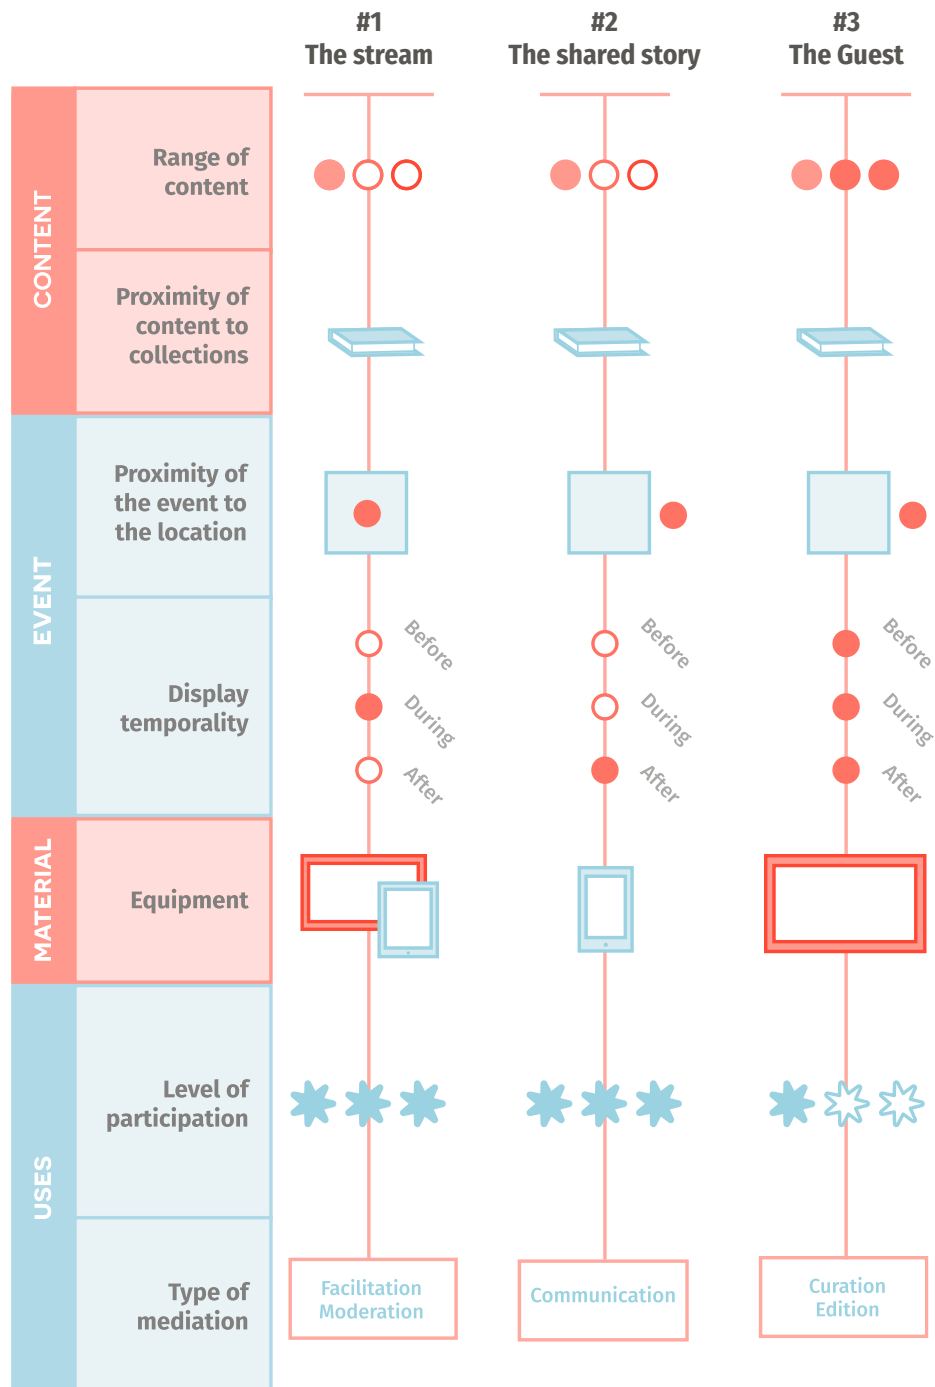 #1
The stream
#2
The shared story
#3
The Guest
CONTENT
Range of
content
Proximity of
content to
collections
EVENT
Proximity of
the event to
the location
Display
temporality
Before
During
After
Before
During
After
Before
During
After
MATERIAL
Equipment
USES
Level of
participation
Type of
mediation
Facilitation
Moderation
Communication
Curation
Edition